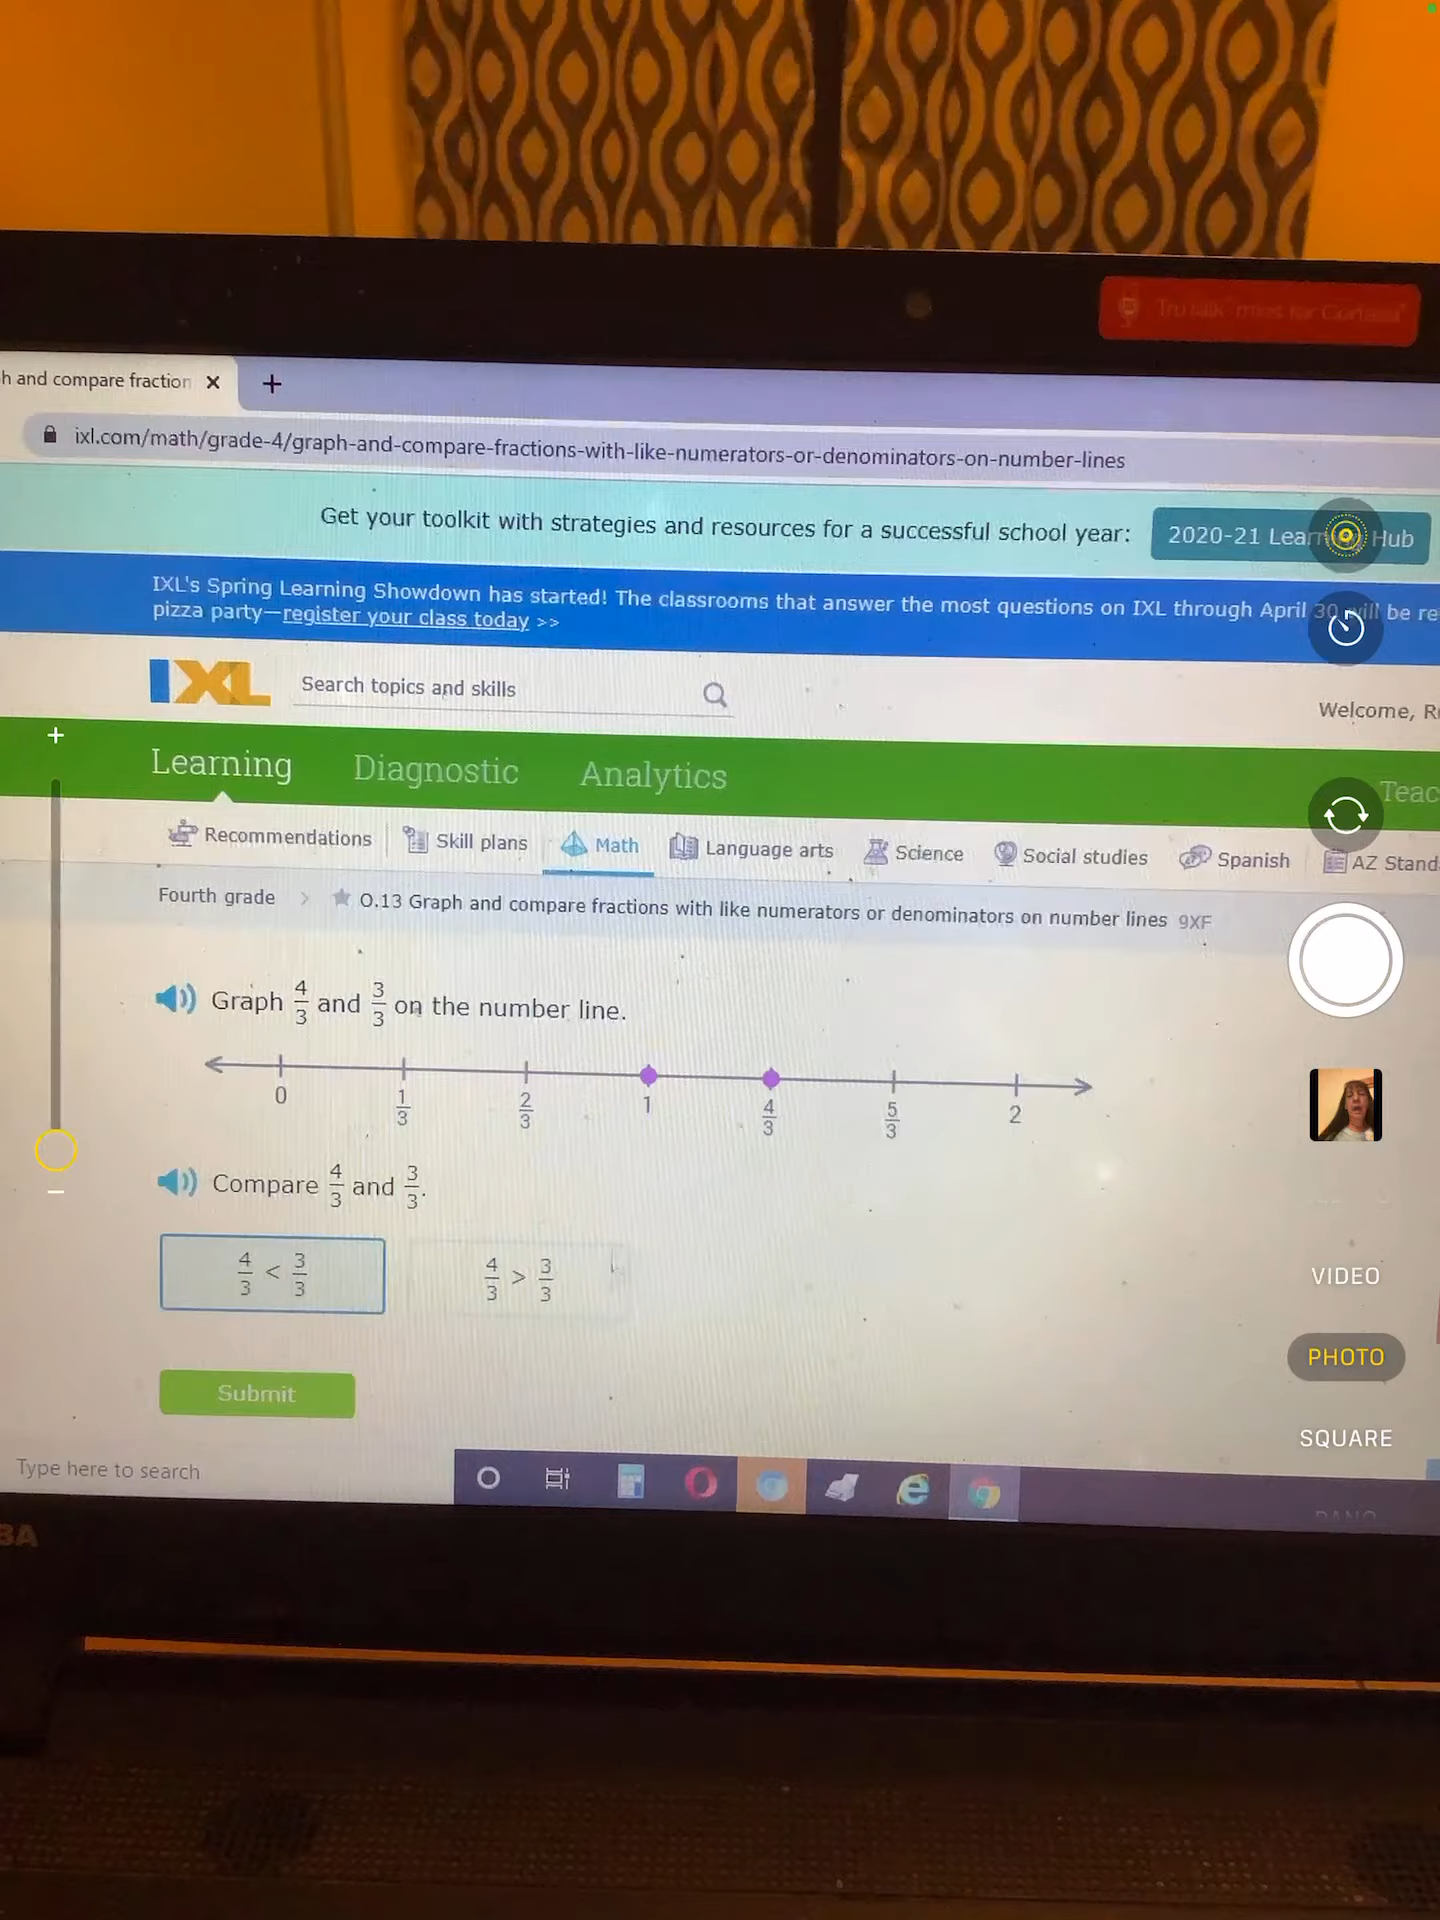 h and compare fraction
ixl.com/math/grade-4/graph-and-compare-fractions-with-like-numerators-or-denominators-on-number-lines
Get your toolkit with strategies and resources for a successful school year:
2020-21 Lear Hub
IXL's Spring Learning Showdown has started! The classrooms that answer the most questions on IXL through April 30 will be re
pizza party—register your class today >>
IXL
Search topics and skills
Welcome, R
Learning Diagnostic Analytics
Teac
Recommendations Skill plans Math Language arts Science Social studies Spanish AZ Stand
Fourth grade > O.13 Graph and compare fractions with like numerators or denominators on number lines 9XF
Graph 4/3 and 3/3 on the number line.
0 1/3 2/3 1 4/3 5/3 2
Compare 4/3 and 3/3.
4/3 < 3/3
4/3 > 3/3
VIDEO
PHOTO
Submit
SQUARE
Type here to search
BA